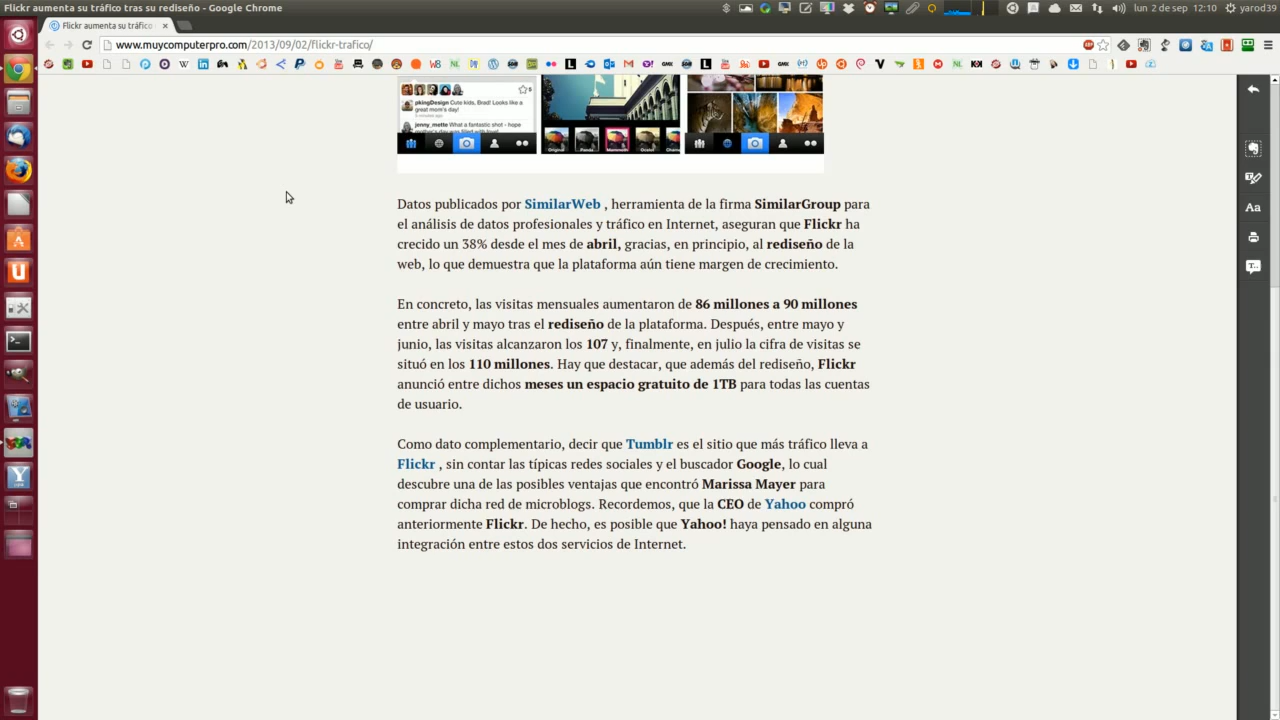 Flickr aumenta su tráfico tras su rediseño - Google Chrome
lun 2 de sep 12:10 yarod39
Flickr aumenta su tráfico
www.muycomputerpro.com/2013/09/02/flickr-trafico/
pkingDesign Cute kids, Brad! Looks like a
great mom's day!
jenny_mette What a fantastic shot - hope
Original Panda Mammoth Ocelot
Datos publicados por SimilarWeb , herramienta de la firma SimilarGroup para
el análisis de datos profesionales y tráfico en Internet, aseguran que Flickr ha
crecido un 38% desde el mes de abril, gracias, en principio, al rediseño de la
web, lo que demuestra que la plataforma aún tiene margen de crecimiento.
En concreto, las visitas mensuales aumentaron de 86 millones a 90 millones
entre abril y mayo tras el rediseño de la plataforma. Después, entre mayo y
junio, las visitas alcanzaron los 107 y, finalmente, en julio la cifra de visitas se
situó en los 110 millones. Hay que destacar, que además del rediseño, Flickr
anunció entre dichos meses un espacio gratuito de 1TB para todas las cuentas
de usuario.
Como dato complementario, decir que Tumblr es el sitio que más tráfico lleva a
Flickr , sin contar las típicas redes sociales y el buscador Google, lo cual
descubre una de las posibles ventajas que encontró Marissa Mayer para
comprar dicha red de microblogs. Recordemos, que la CEO de Yahoo compró
anteriormente Flickr. De hecho, es posible que Yahoo! haya pensado en alguna
integración entre estos dos servicios de Internet.
Aa